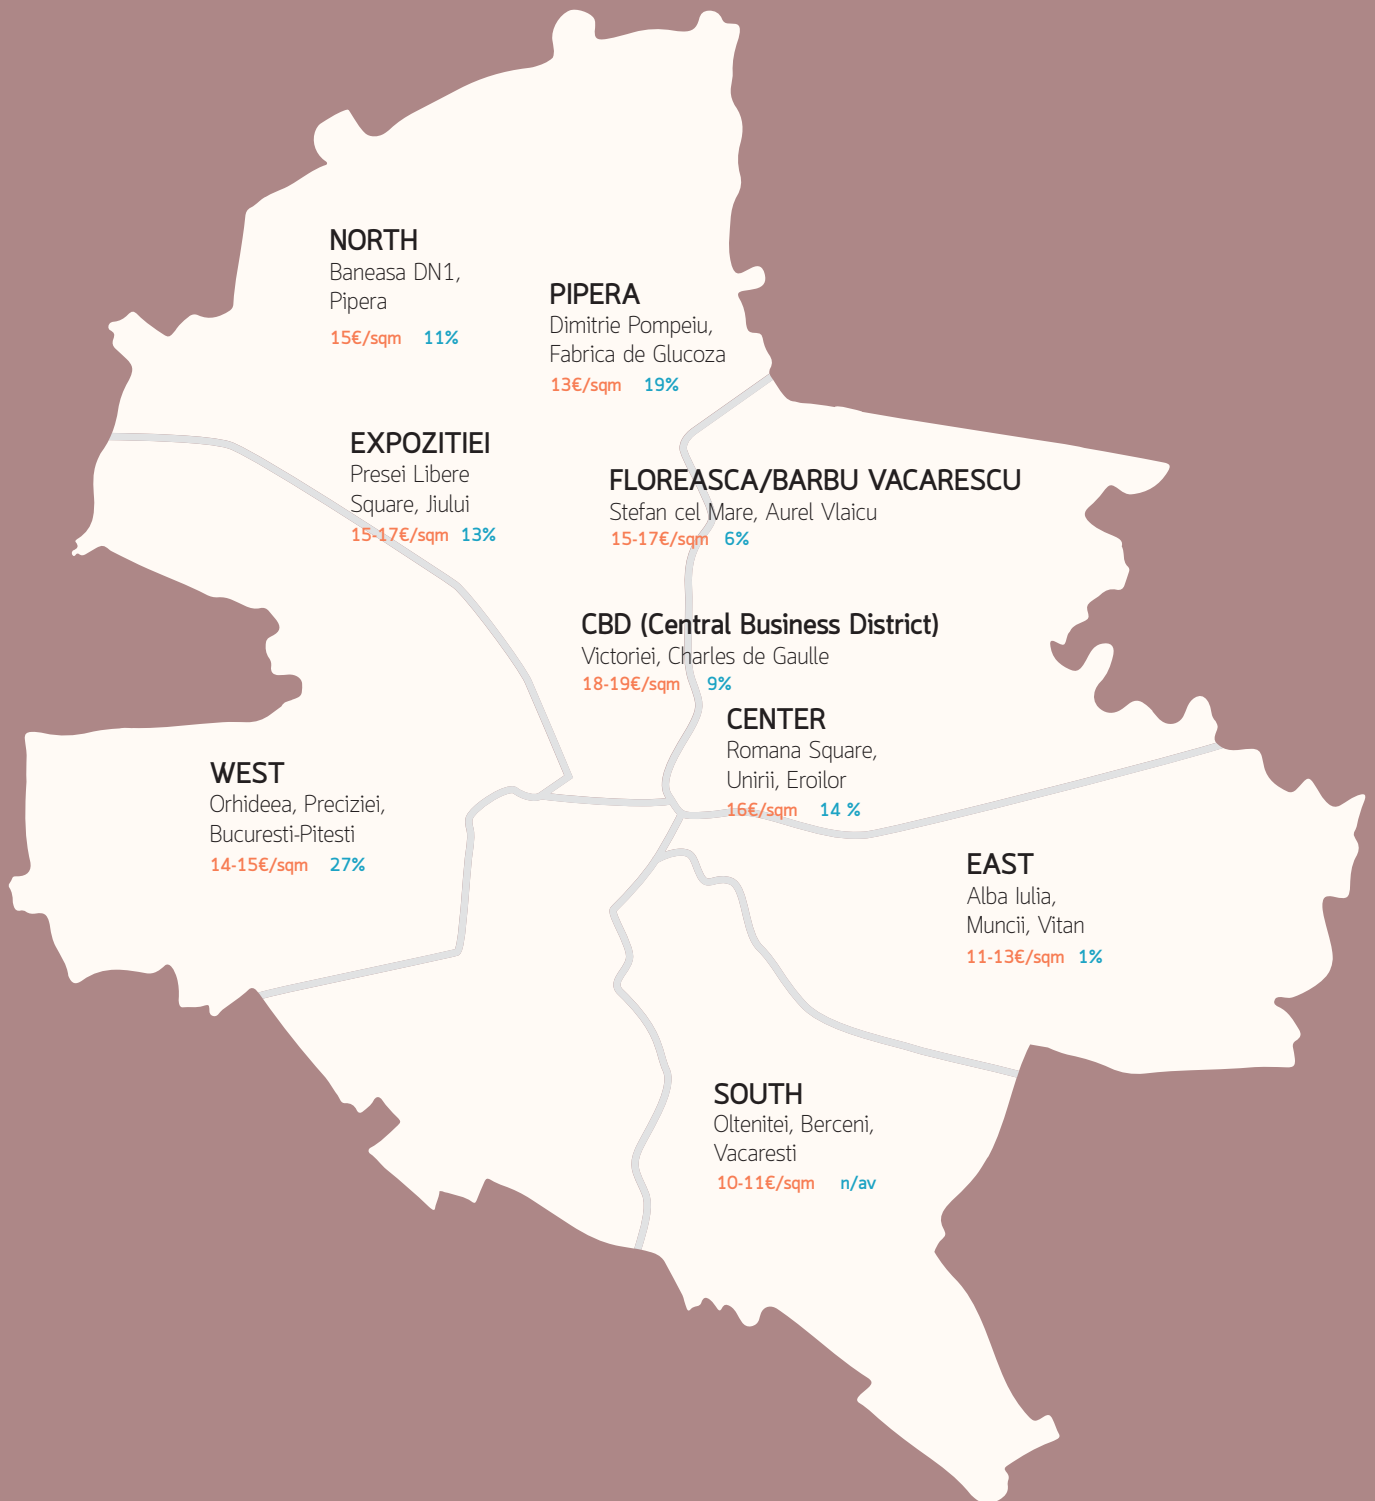 NORTH
Baneasa DN1,
Pipera
15€/sqm 11%
PIPERA
Dimitrie Pompeiu,
Fabrica de Glucoza
13€/sqm 19%
EXPOZITIEI
Presei Libere
Square, Jiului
15-17€/sqm 13%
FLOREASCA/BARBU VACARESCU
Stefan cel Mare, Aurel Vlaicu
15-17€/sqm 6%
CBD (Central Business District)
Victoriei, Charles de Gaulle
18-19€/sqm 9%
CENTER
Romana Square,
Unirii, Eroilor
16€/sqm 14 %
WEST
Orhideea, Preciziei,
Bucuresti-Pitesti
14-15€/sqm 27%
EAST
Alba Iulia,
Muncii, Vitan
11-13€/sqm 1%
SOUTH
Oltenitei, Berceni,
Vacaresti
10-11€/sqm n/av